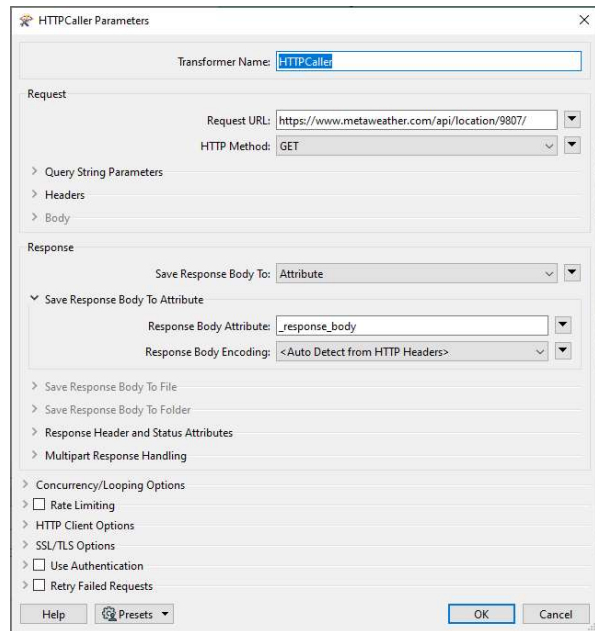 HTTPCaller Parameters
Transformer Name: HTTPCaller
Request
Request URL: https://www.metaweather.com/api/location/9807/
HTTP Method: GET
Query String Parameters
Headers
Body
Response
Save Response Body To: Attribute
Save Response Body To Attribute
Response Body Attribute: _response_body
Response Body Encoding: <Auto Detect from HTTP Headers>
Save Response Body To File
Save Response Body To Folder
Response Header and Status Attributes
Multipart Response Handling
Concurrency/Looping Options
Rate Limiting
HTTP Client Options
SSL/TLS Options
Use Authentication
Retry Failed Requests
Help Presets OK Cancel